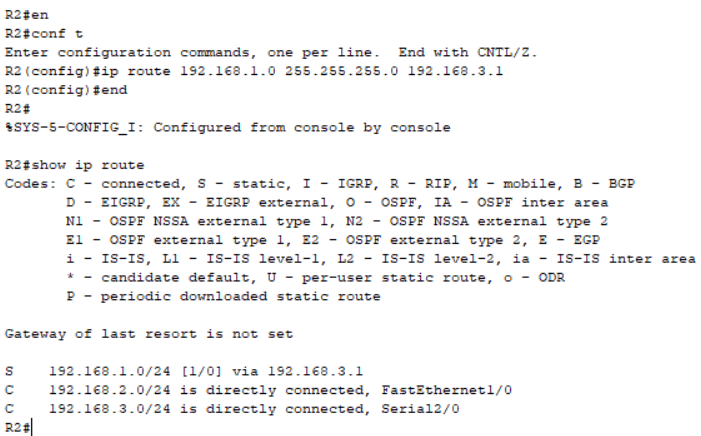 R2#en
R2#conf t
Enter configuration commands, one per line.  End with CNTL/Z.
R2(config)#ip route 192.168.1.0 255.255.255.0 192.168.3.1
R2(config)#end
R2#
%SYS-5-CONFIG_I: Configured from console by console

R2#show ip route
Codes: C - connected, S - static, I - IGRP, R - RIP, M - mobile, B - BGP
       D - EIGRP, EX - EIGRP external, O - OSPF, IA - OSPF inter area
       N1 - OSPF NSSA external type 1, N2 - OSPF NSSA external type 2
       E1 - OSPF external type 1, E2 - OSPF external type 2, E - EGP
       i - IS-IS, L1 - IS-IS level-1, L2 - IS-IS level-2, ia - IS-IS inter area
       * - candidate default, U - per-user static route, o - ODR
       P - periodic downloaded static route

Gateway of last resort is not set

S    192.168.1.0/24 [1/0] via 192.168.3.1
C    192.168.2.0/24 is directly connected, FastEthernet1/0
C    192.168.3.0/24 is directly connected, Serial2/0
R2#